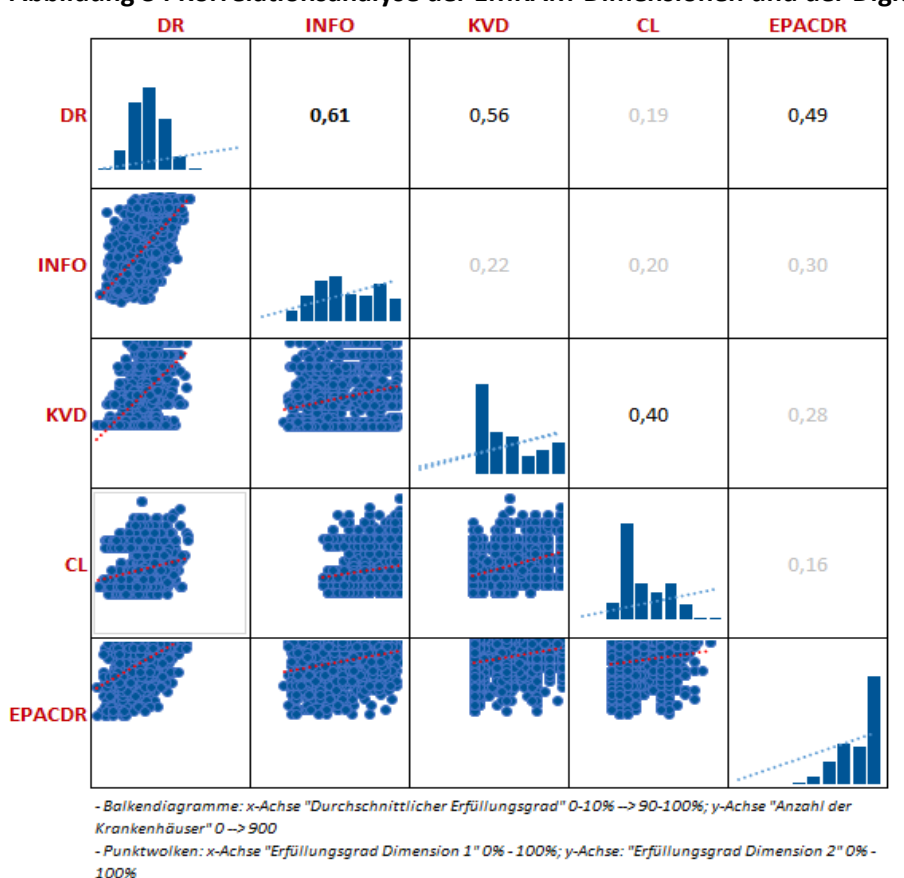 DR INFO KVD CL EPACDR
DR 0,61 0,56 0,19 0,49
INFO 0,22 0,20 0,30
KVD 0,40 0,28
CL 0,16
EPACDR
- Balkendiagramme: x-Achse "Durchschnittlicher Erfüllungsgrad" 0-10% --> 90-100%; y-Achse "Anzahl der
Krankenhäuser" 0 --> 900
- Punktwolken: x-Achse "Erfüllungsgrad Dimension 1" 0% - 100%; y-Achse: "Erfüllungsgrad Dimension 2" 0% -
100%